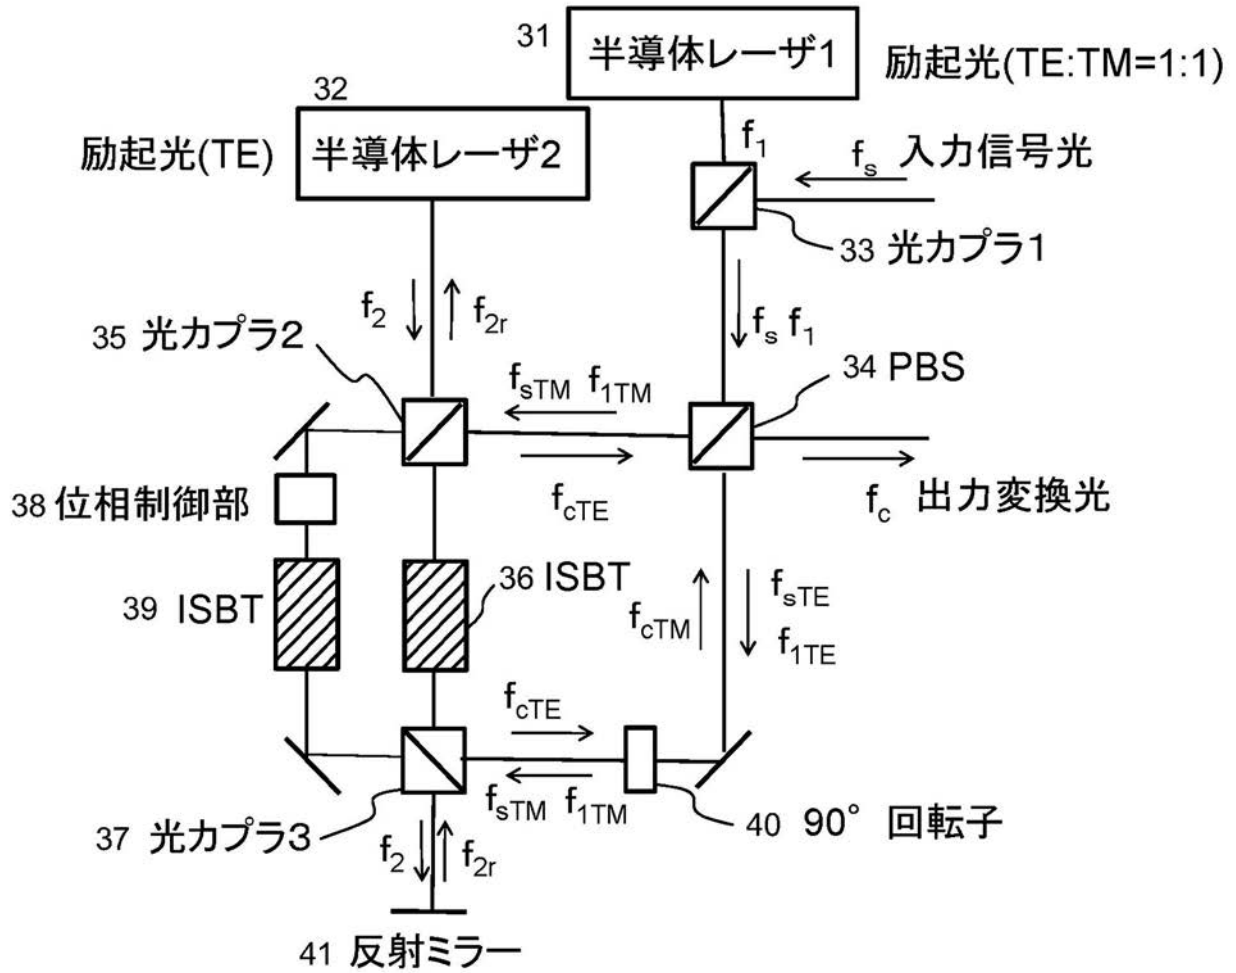 31 半導体レーザ1 励起光(TE:TM=1:1)
32
励起光(TE) 半導体レーザ2
f1
fs 入力信号光
33 光カプラ1
f2 f2r
fs f1
35 光カプラ2
34 PBS
fsTM f1TM
fcTE
fc 出力変換光
38 位相制御部
36 ISBT
39 ISBT
fcTM
fsTE
f1TE
fcTE
fsTM f1TM
40 90° 回転子
37 光カプラ3
f2 f2r
41 反射ミラー